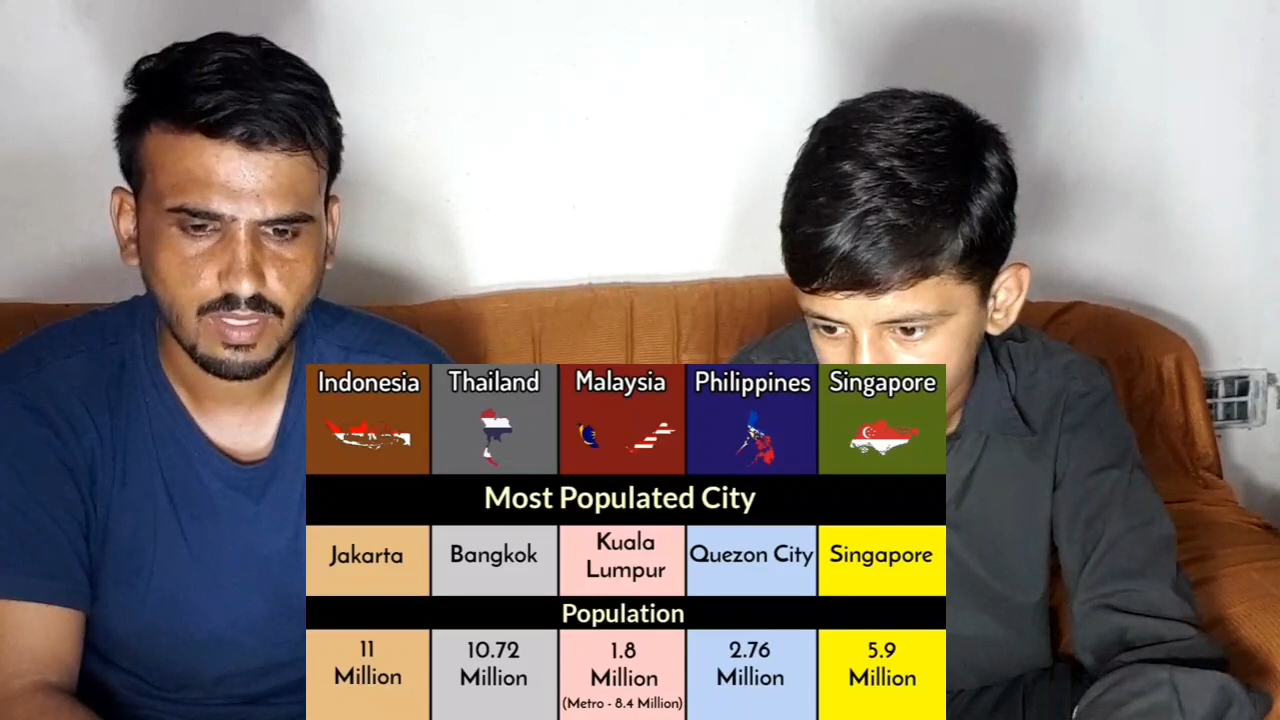 Indonesia Thailand Malaysia Philippines Singapore
Most Populated City
Jakarta Bangkok Kuala Lumpur Quezon City Singapore
Population
11 Million 10.72 Million 1.8 Million 2.76 Million 5.9 Million
(Metro - 8.4 Million)